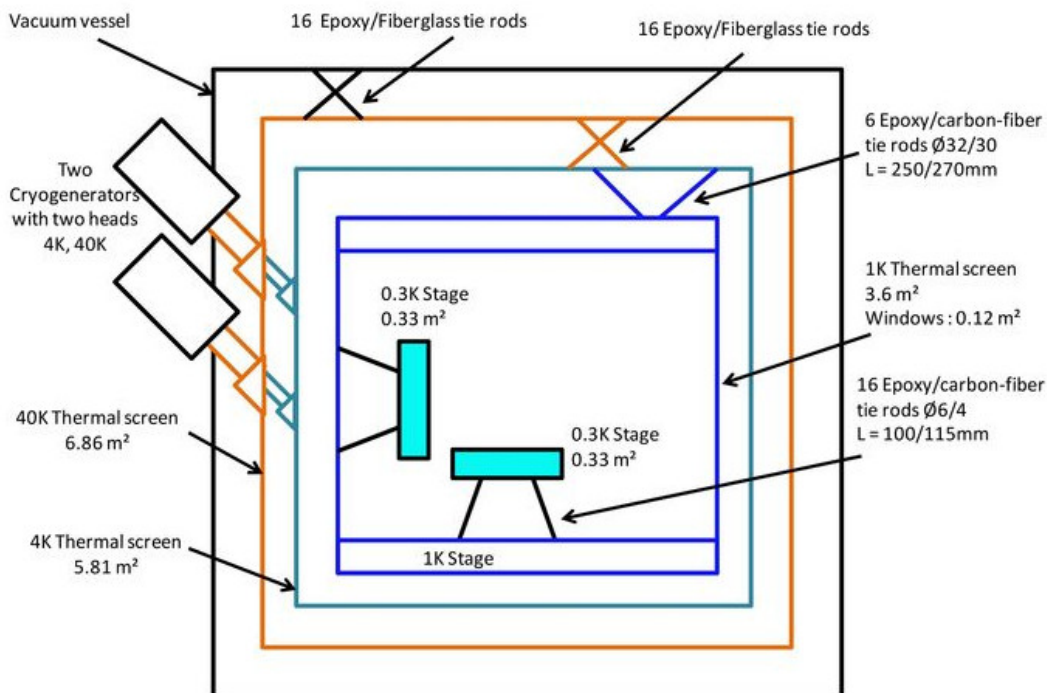 Vacuum vessel
16 Epoxy/Fiberglass tie rods
16 Epoxy/Fiberglass tie rods
6 Epoxy/carbon-fiber
tie rods Ø32/30
L = 250/270mm
Two
Cryogenerators
with two heads
4K, 40K
1K Thermal screen
3.6 m²
Windows : 0.12 m²
0.3K Stage
0.33 m²
16 Epoxy/carbon-fiber
tie rods Ø6/4
L = 100/115mm
40K Thermal screen
6.86 m²
0.3K Stage
0.33 m²
4K Thermal screen
5.81 m²
1K Stage